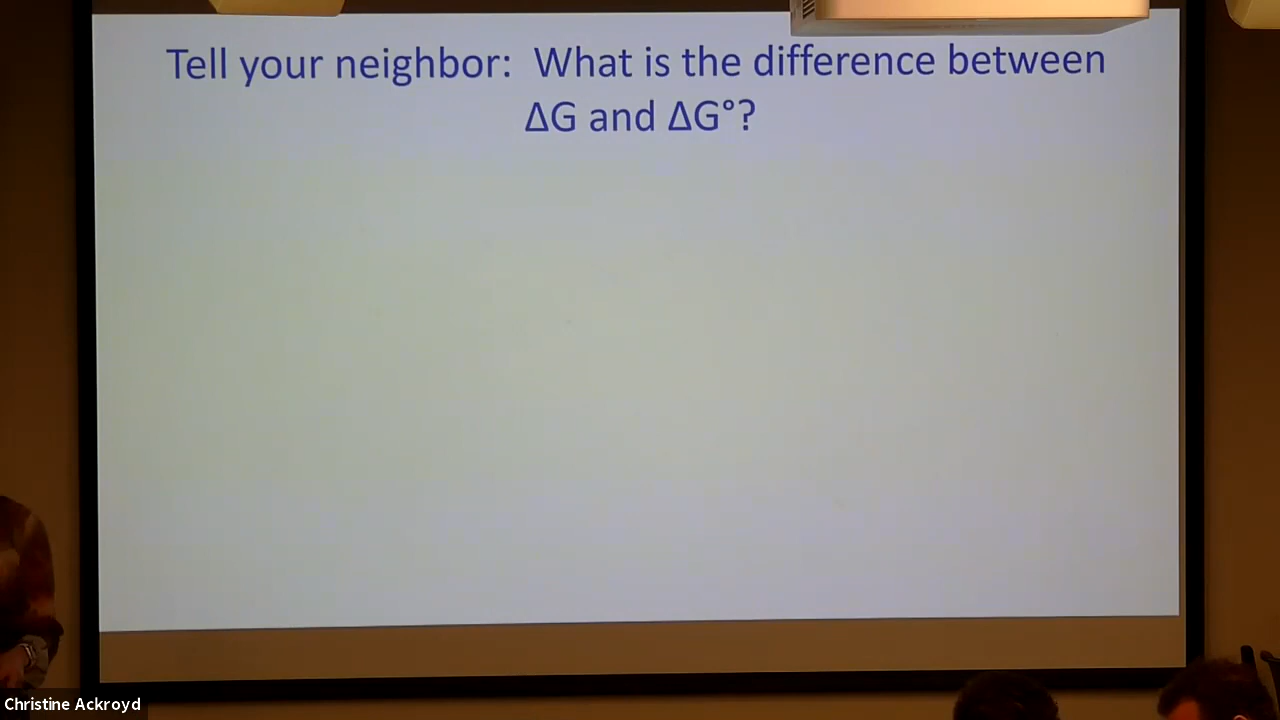 Tell your neighbor: What is the difference between
ΔG and ΔG°?
Christine Ackroyd